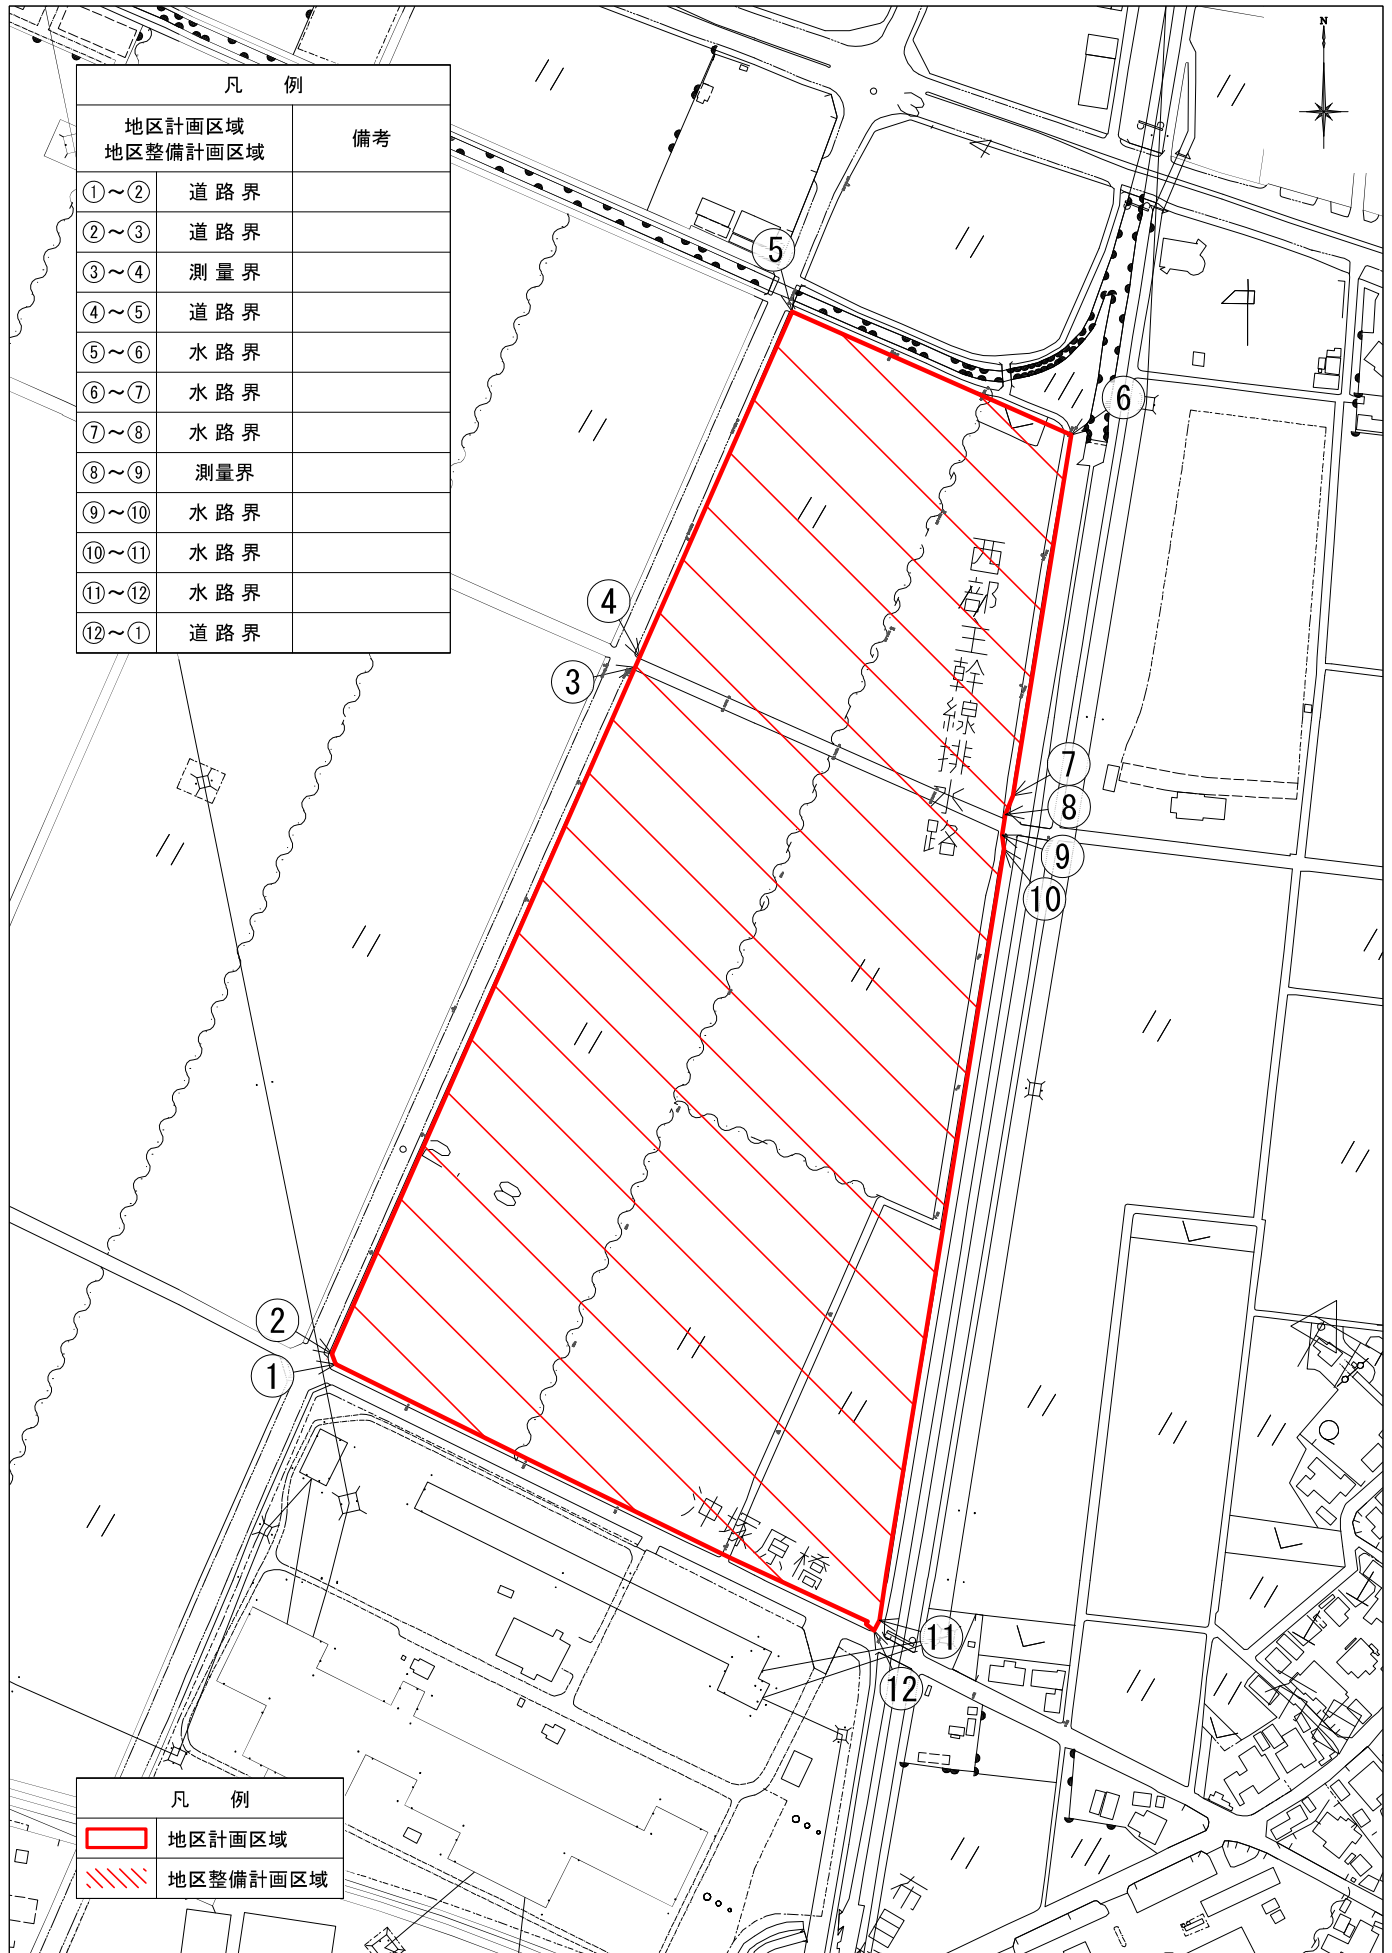 N
凡 例
地区計画区域
地区整備計画区域
備考
①～② 道 路 界
②～③ 道 路 界
③～④ 測 量 界
④～⑤ 道 路 界
⑤～⑥ 水 路 界
⑥～⑦ 水 路 界
⑦～⑧ 水 路 界
⑧～⑨ 測量界
⑨～⑩ 水 路 界
⑩～⑪ 水 路 界
⑪～⑫ 水 路 界
⑫～① 道 路 界
⑤
⑥
④
③
西部王幹線排水路
⑦
⑧
⑨
⑩
②
①
沖塚原橋
⑪
⑫
凡 例
地区計画区域
地区整備計画区域